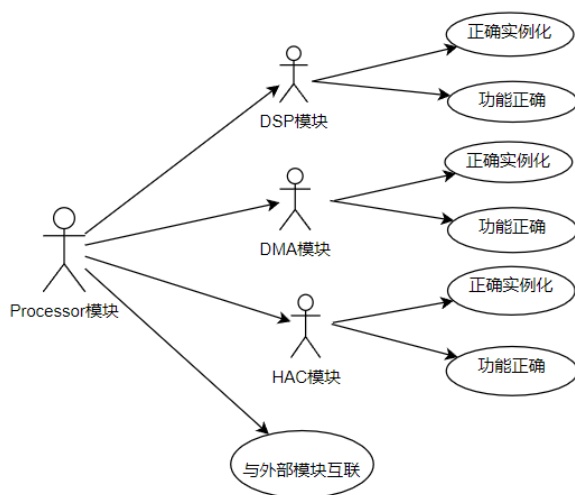 正确实例化
功能正确
DSP模块
正确实例化
功能正确
DMA模块
Processor模块
正确实例化
功能正确
HAC模块
与外部模块互联